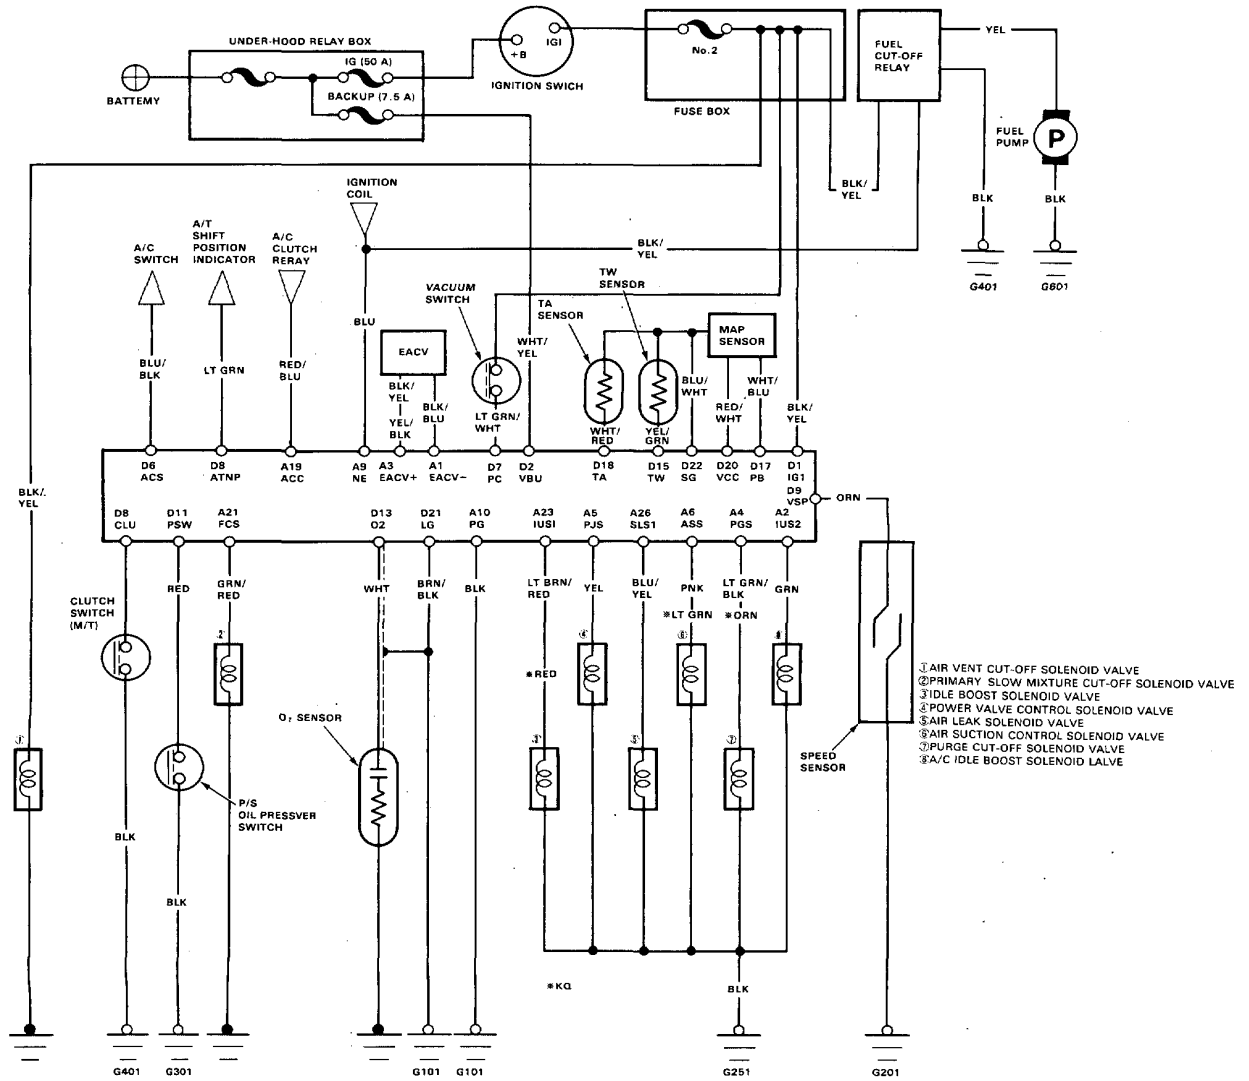 UNDER-HOOD RELAY BOX
IG (50 A)
BACKUP (7.5 A)
BATTEMY
+B
IGI
IGNITION SWICH
No.2
FUSE BOX
FUEL
CUT-OFF
RELAY
YEL
FUEL
PUMP
P
BLK/
YEL
BLK
BLK
G401
G601
IGNITION
COIL
BLK/
YEL
A/C
SWITCH
A/T
SHIFT
POSITION
INDICATOR
A/C
CLUTCH
RERAY
VACUUM
SWITCH
TA
SENSOR
TW
SENSOR
MAP
SENSOR
EACV
BLU
BLU/
BLK
LT GRN
RED/
BLU
BLK/
YEL
YEL/
BLK
BLK/
BLU
LT GRN/
WHT
WHT/
YEL
WHT/
RED
YEL/
GRN
BLU/
WHT
RED/
WHT
WHT/
BLU
BLK/
YEL
D6
ACS
D8
ATNP
A19
ACC
A9
NE
A3
EACV+
A1
EACV−
D7
PC
D2
VBU
D18
TA
D15
TW
D22
SG
D20
VCC
D17
PB
D1
IG1
D9
VSP
ORN
BLK/.
YEL
D8
CLU
D11
PSW
A21
FCS
D13
O2
D21
LG
A10
PG
A23
IUSI
A5
PJS
A26
SLS1
A6
ASS
A4
PGS
A2
IUS2
RED
GRN/
RED
WHT
BRN/
BLK
BLK
LT BRN/
RED
YEL
BLU/
YEL
PNK
※LT GRN
LT GRN/
BLK
※ORN
GRN
※RED
CLUTCH
SWITCH
(M/T)
②
④
⑥
⑧
①
③
⑤
⑦
O₂ SENSOR
P/S
OIL PRESSVER
SWITCH
SPEED
SENSOR
①AIR VENT CUT-OFF SOLENOID VALVE
②PRIMARY SLOW MIXTURE CUT-OFF SOLENOID VALVE
③IDLE BOOST SOLENOID VALVE
④POWER VALVE CONTROL SOLENOID VALVE
⑤AIR LEAK SOLENOID VALVE
⑥AIR SUCTION CONTROL SOLENOID VALVE
⑦PURGE CUT-OFF SOLENOID VALVE
⑧A/C IDLE BOOST SOLENOID LALVE
BLK
BLK
※KQ
BLK
G401
G301
G101
G101
G251
G201